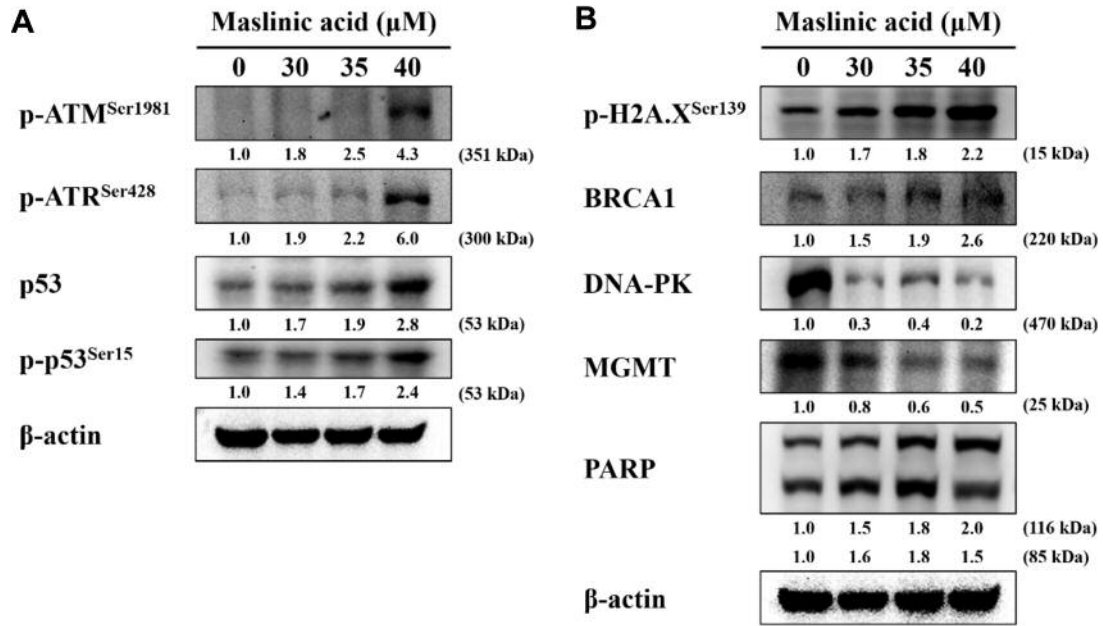 A
Maslinic acid (µM)
0 30 35 40
p-ATMSer1981
1.0 1.8 2.5 4.3 (351 kDa)
p-ATRSer428
1.0 1.9 2.2 6.0 (300 kDa)
p53
1.0 1.7 1.9 2.8 (53 kDa)
p-p53Ser15
1.0 1.4 1.7 2.4 (53 kDa)
β-actin
B
Maslinic acid (µM)
0 30 35 40
p-H2A.XSer139
1.0 1.7 1.8 2.2 (15 kDa)
BRCA1
1.0 1.5 1.9 2.6 (220 kDa)
DNA-PK
1.0 0.3 0.4 0.2 (470 kDa)
MGMT
1.0 0.8 0.6 0.5 (25 kDa)
PARP
1.0 1.5 1.8 2.0 (116 kDa)
1.0 1.6 1.8 1.5 (85 kDa)
β-actin